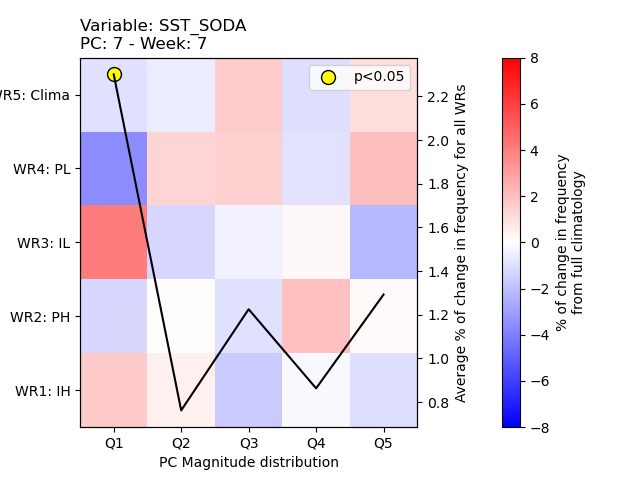 Variable: SST_SODA
PC: 7 - Week: 7
WR5: Clima
WR4: PL
WR3: IL
WR2: PH
WR1: IH
p<0.05
Q1 Q2 Q3 Q4 Q5
PC Magnitude distribution
2.2
2.0
1.8
1.6
1.4
1.2
1.0
0.8
Average % of change in frequency for all WRs
8
6
4
2
0
−2
−4
−6
−8
% of change in frequency
from full climatology